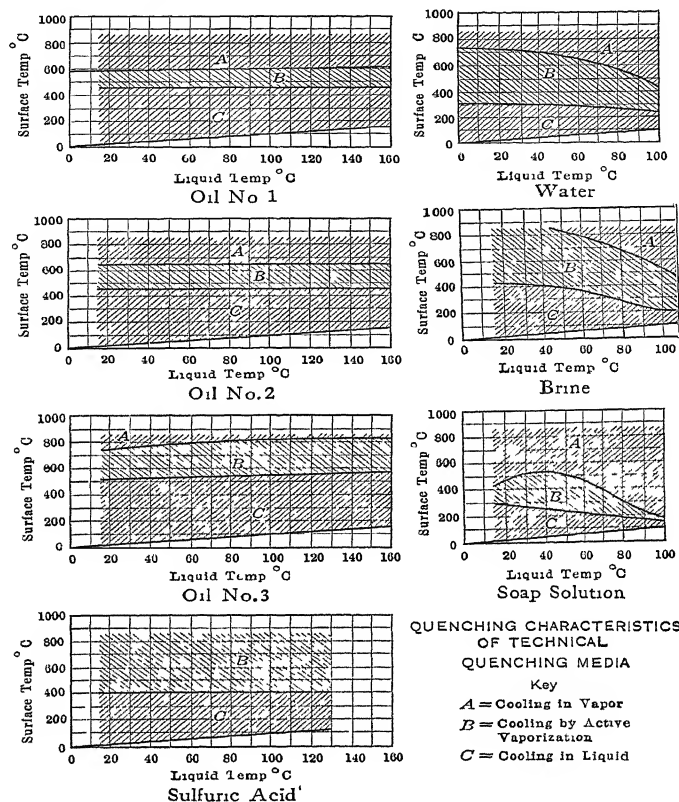 1000
800
600
400
200
0
Surface Temp °C
A
B
C
0 20 40 60 80 100 120 140 160
Liquid Temp °C
Oil No 1
1000
800
600
400
200
0
Surface Temp °C
A
B
C
0 20 40 60 80 100
Liquid Temp °C
Water
1000
800
600
400
200
0
Surface Temp °C
A
B
C
0 20 40 60 80 100 120 140 160
Liquid Temp °C
Oil No.2
1000
800
600
400
200
0
Surface Temp °C
A
B
C
0 20 40 60 80 100
Liquid Temp °C
Brine
1000
800
600
400
200
0
Surface Temp °C
A
B
C
0 20 40 60 80 100 120 140 160
Liquid Temp °C
Oil No.3
1000
800
600
400
200
0
Surface Temp °C
A
B
C
0 20 40 60 80 100
Liquid Temp °C
Soap Solution
1000
800
600
400
200
0
Surface Temp °C
B
C
0 20 40 60 80 100 120 140 160
Liquid Temp °C
Sulfuric Acid
QUENCHING CHARACTERISTICS
OF TECHNICAL
QUENCHING MEDIA
Key
A = Cooling in Vapor
B = Cooling by Active
Vaporization
C = Cooling in Liquid